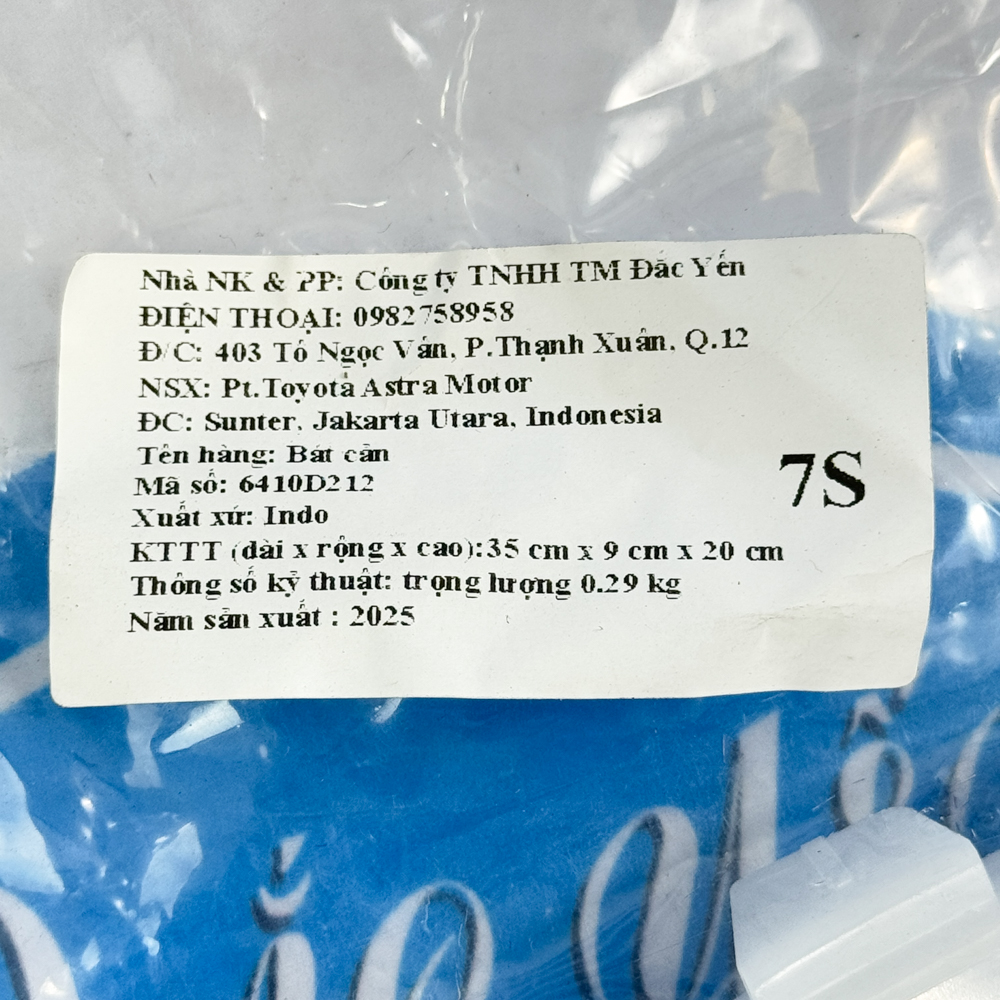 Nhà NK & PP: Công ty TNHH TM Đắc Yến
ĐIỆN THOẠI: 0982758958
Đ/C: 403 Tô Ngọc Vân, P.Thạnh Xuân, Q.12
NSX: Pt.Toyota Astra Motor
ĐC: Sunter, Jakarta Utara, Indonesia
Tên hàng: Bát cản
Mã số: 6410D212
7S
Xuất xứ: Indo
KTTT (dài x rộng x cao):35 cm x 9 cm x 20 cm
Thông số kỹ thuật: trọng lượng 0.29 kg
Năm sản xuất : 2025